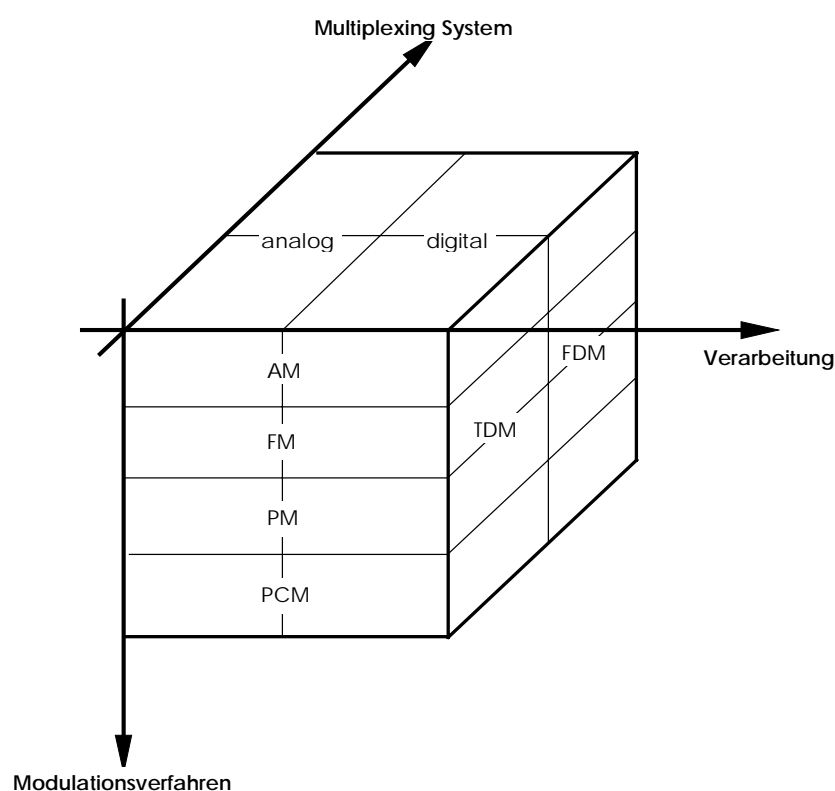 Multiplexing System
analog digital
AM
FDM
Verarbeitung
FM
TDM
PM
PCM
Modulationsverfahren